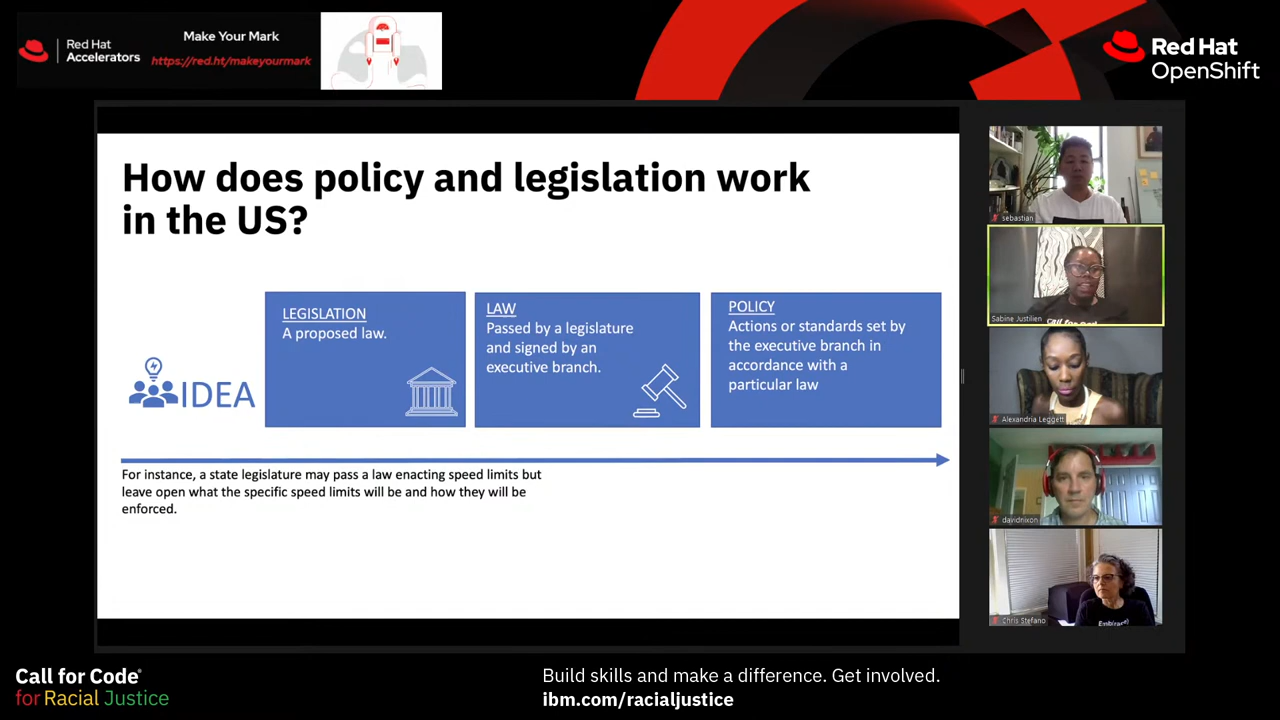 Red Hat
Accelerators
Make Your Mark
https://red.ht/makeyourmark
Red Hat
OpenShift
How does policy and legislation work
in the US?
IDEA
LEGISLATION
A proposed law.
LAW
Passed by a legislature
and signed by an
executive branch.
POLICY
Actions or standards set by
the executive branch in
accordance with a
particular law
For instance, a state legislature may pass a law enacting speed limits but
leave open what the specific speed limits will be and how they will be
enforced.
sebastian
Sabine Justilien
Alexandria Leggett
davidnixon
Chris Stefano
Call for Code®
for Racial Justice
Build skills and make a difference. Get involved.
ibm.com/racialjustice